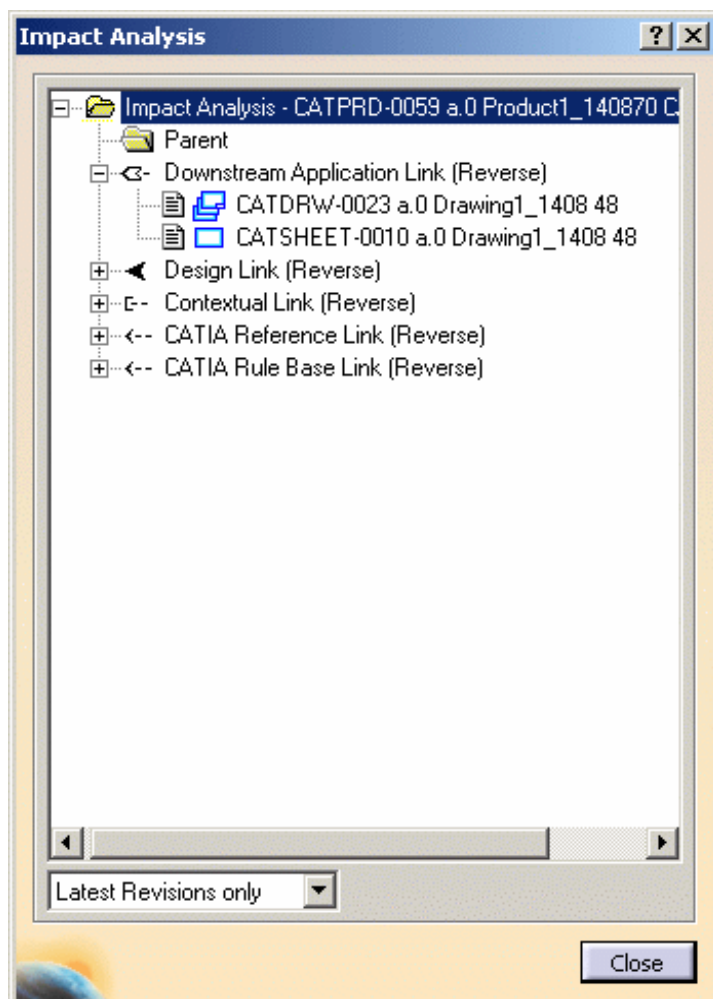 Impact Analysis
Impact Analysis - CATPRD-0059 a.0 Product1_140870 C
Parent
Downstream Application Link (Reverse)
CATDRW-0023 a.0 Drawing1_1408 48
CATSHEET-0010 a.0 Drawing1_1408 48
Design Link (Reverse)
Contextual Link (Reverse)
CATIA Reference Link (Reverse)
CATIA Rule Base Link (Reverse)
Latest Revisions only
Close